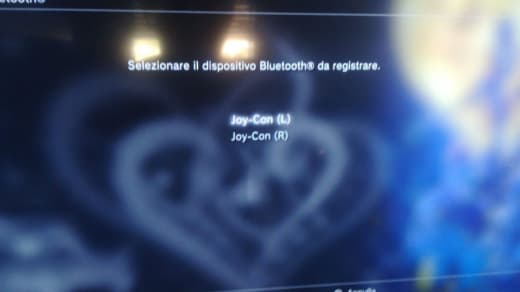 Selezionare il dispositivo Bluetooth® da registrare.
Joy-Con (L)
Joy-Con (R)